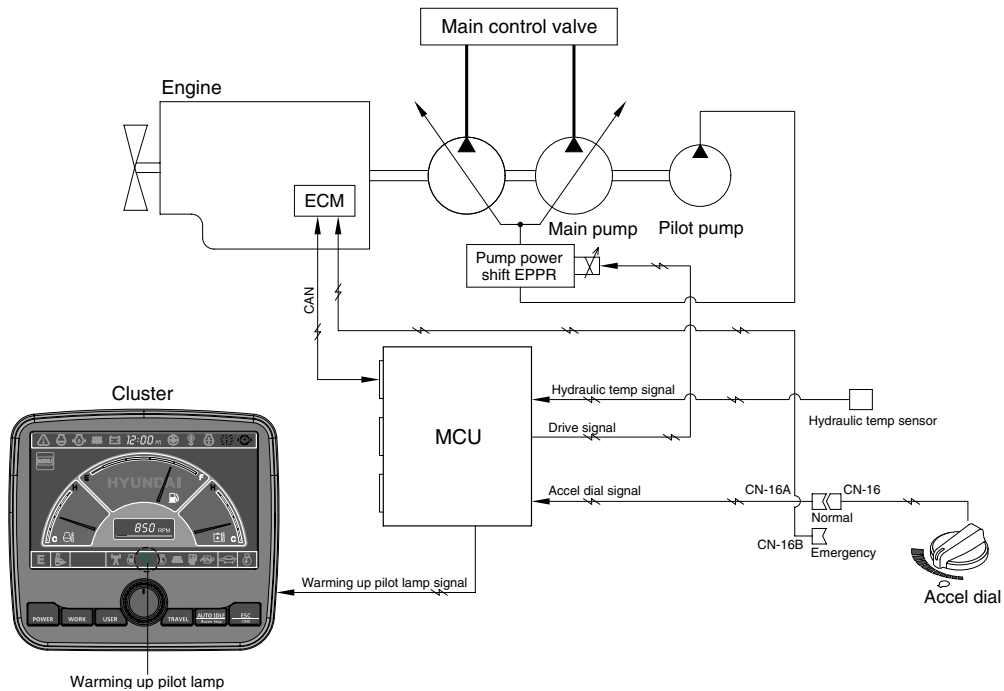 Main control valve
Engine
ECM
Main pump
Pilot pump
Pump power
shift EPPR
CAN
Cluster
MCU
Hydraulic temp signal
Hydraulic temp sensor
Drive signal
Accel dial signal
CN-16A
CN-16
Normal
CN-16B
Emergency
Accel dial
Warming up pilot lamp signal
12:00
MENU
E
F
H
H
HYUNDAI
850 RPM
C
C
E
POWER
WORK
USER
TRAVEL
AUTO IDLE
Buzzer Stop
ESC
CAM
Warming up pilot lamp